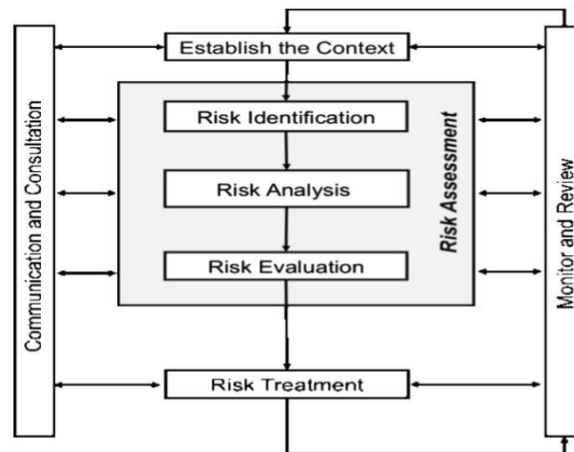 Establish the Context
Communication and Consultation
Risk Identification
Risk Analysis
Risk Evaluation
Risk Assessment
Monitor and Review
Risk Treatment